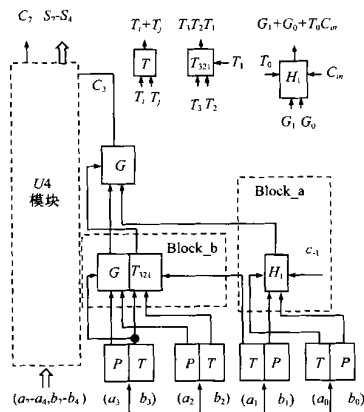 C₇ S₇-S₄
Tᵢ+Tⱼ T₁T₂T₁ G₁+G₀+T₀Cᵢₙ
T T₃₂₁ T₁ T₀ H₁ Cᵢₙ
Tᵢ Tⱼ T₃ T₂ G₁ G₀
C₃
G
U4
模块
Block_a
Block_b
G T₃₂₁ H₁ c₋₁
P T P T T P T P
(a₇-a₄,b₇-b₄) (a₃ b₃) (a₂ b₂) (a₁ b₁) (a₀ b₀)